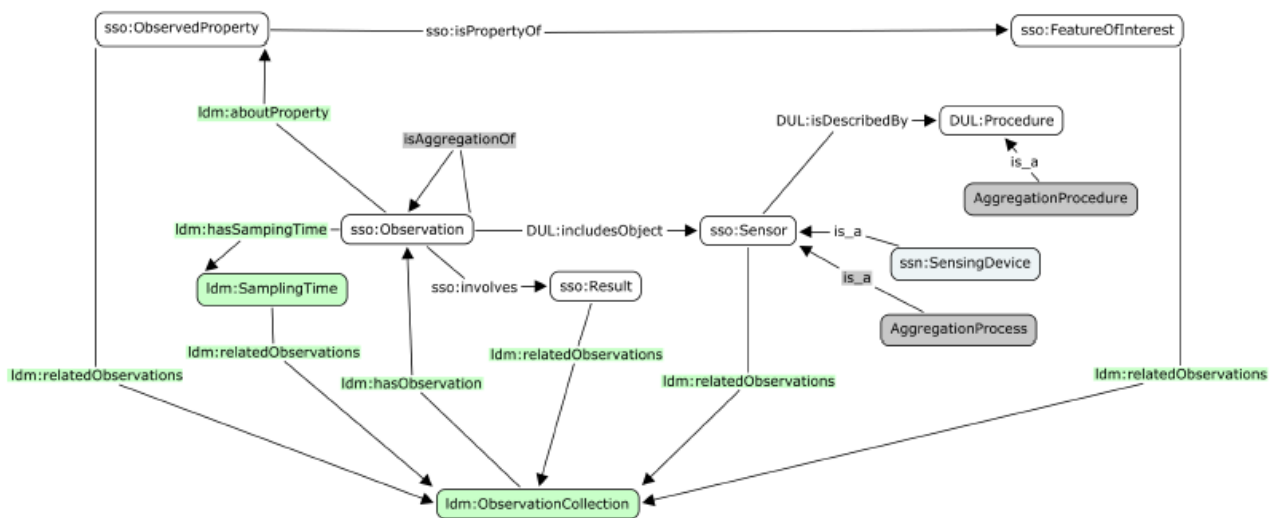 sso:ObservedProperty
sso:isPropertyOf
sso:FeatureOfInterest
ldm:aboutProperty
isAggregationOf
DUL:isDescribedBy
DUL:Procedure
is_a
AggregationProcedure
ldm:hasSampingTime
sso:Observation
DUL:includesObject
sso:Sensor
is_a
ssn:SensingDevice
ldm:SamplingTime
sso:involves
sso:Result
is_a
AggregationProcess
ldm:relatedObservations
ldm:relatedObservations
ldm:relatedObservations
ldm:hasObservation
ldm:relatedObservations
ldm:relatedObservations
ldm:ObservationCollection